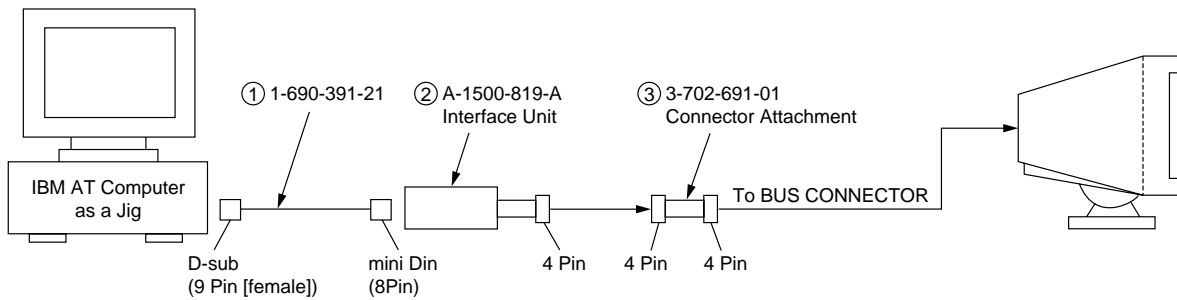 ① 1-690-391-21
② A-1500-819-A
Interface Unit
③ 3-702-691-01
Connector Attachment
IBM AT Computer
as a Jig
To BUS CONNECTOR
D-sub
(9 Pin [female])
mini Din
(8Pin)
4 Pin
4 Pin
4 Pin